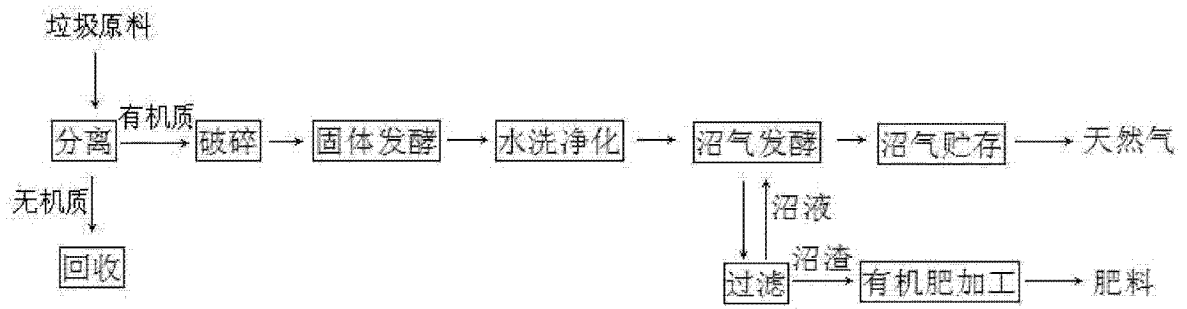 垃圾原料
分离
有机质
破碎
固体发酵
水洗净化
沼气发酵
沼气贮存
天然气
无机质
回收
沼液
过滤
沼渣
有机肥加工
肥料